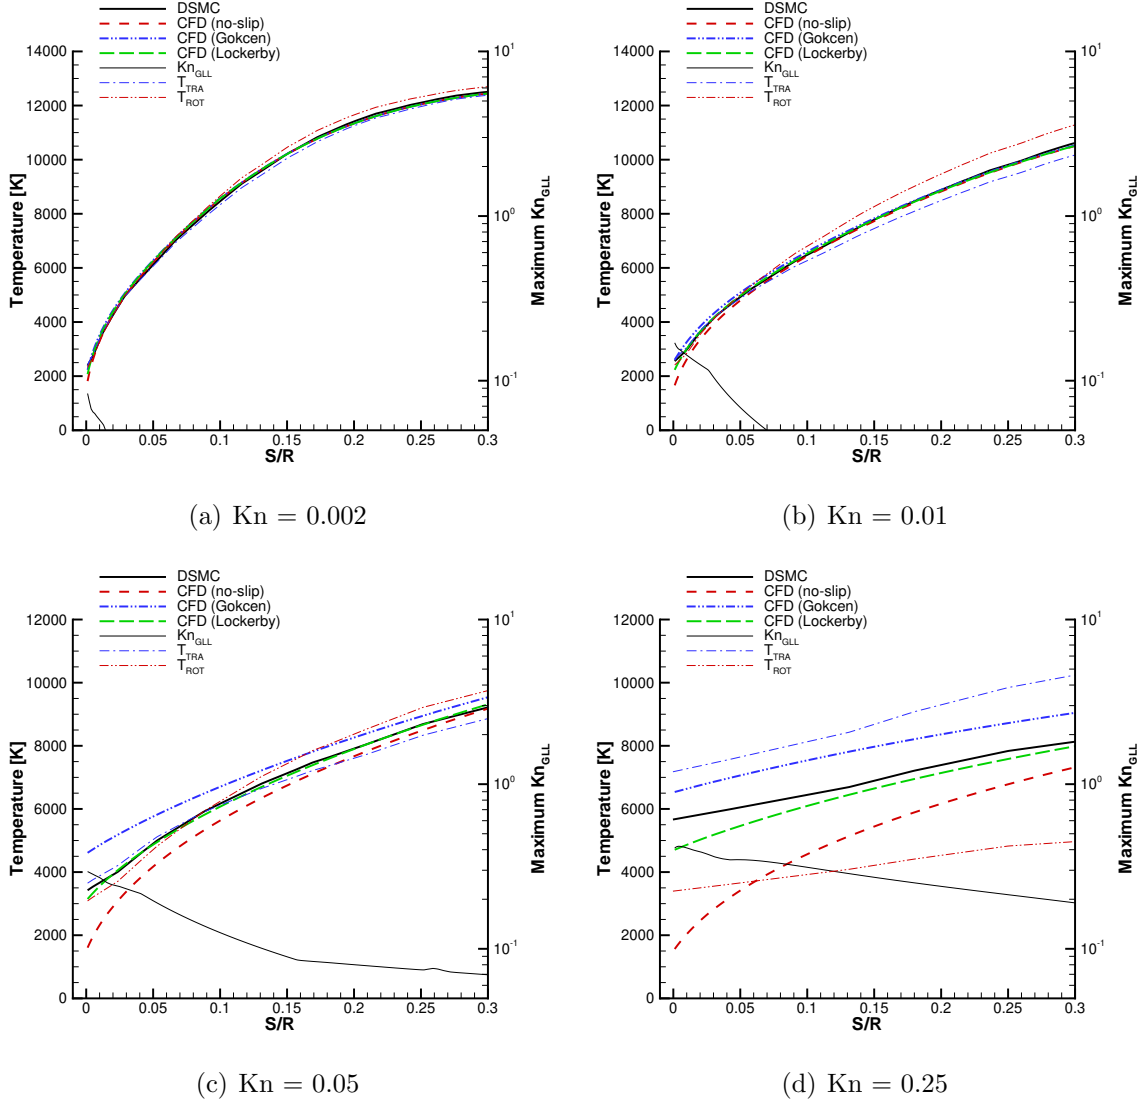 DSMC
CFD (no-slip)
CFD (Gokcen)
CFD (Lockerby)
Kn_GLL
T_TRA
T_ROT
Temperature [K]
14000
12000
10000
8000
6000
4000
2000
0
Maximum Kn_GLL
10^1
10^0
10^-1
0 0.05 0.1 0.15 0.2 0.25 0.3
S/R
(a) Kn = 0.002
DSMC
CFD (no-slip)
CFD (Gokcen)
CFD (Lockerby)
Kn_GLL
T_TRA
T_ROT
Temperature [K]
14000
12000
10000
8000
6000
4000
2000
0
Maximum Kn_GLL
10^1
10^0
10^-1
0 0.05 0.1 0.15 0.2 0.25 0.3
S/R
(b) Kn = 0.01
DSMC
CFD (no-slip)
CFD (Gokcen)
CFD (Lockerby)
Kn_GLL
T_TRA
T_ROT
Temperature [K]
12000
10000
8000
6000
4000
2000
0
Maximum Kn_GLL
10^1
10^0
10^-1
0 0.05 0.1 0.15 0.2 0.25 0.3
S/R
(c) Kn = 0.05
DSMC
CFD (no-slip)
CFD (Gokcen)
CFD (Lockerby)
Kn_GLL
T_TRA
T_ROT
Temperature [K]
12000
10000
8000
6000
4000
2000
0
Maximum Kn_GLL
10^1
10^0
10^-1
0 0.05 0.1 0.15 0.2 0.25 0.3
S/R
(d) Kn = 0.25